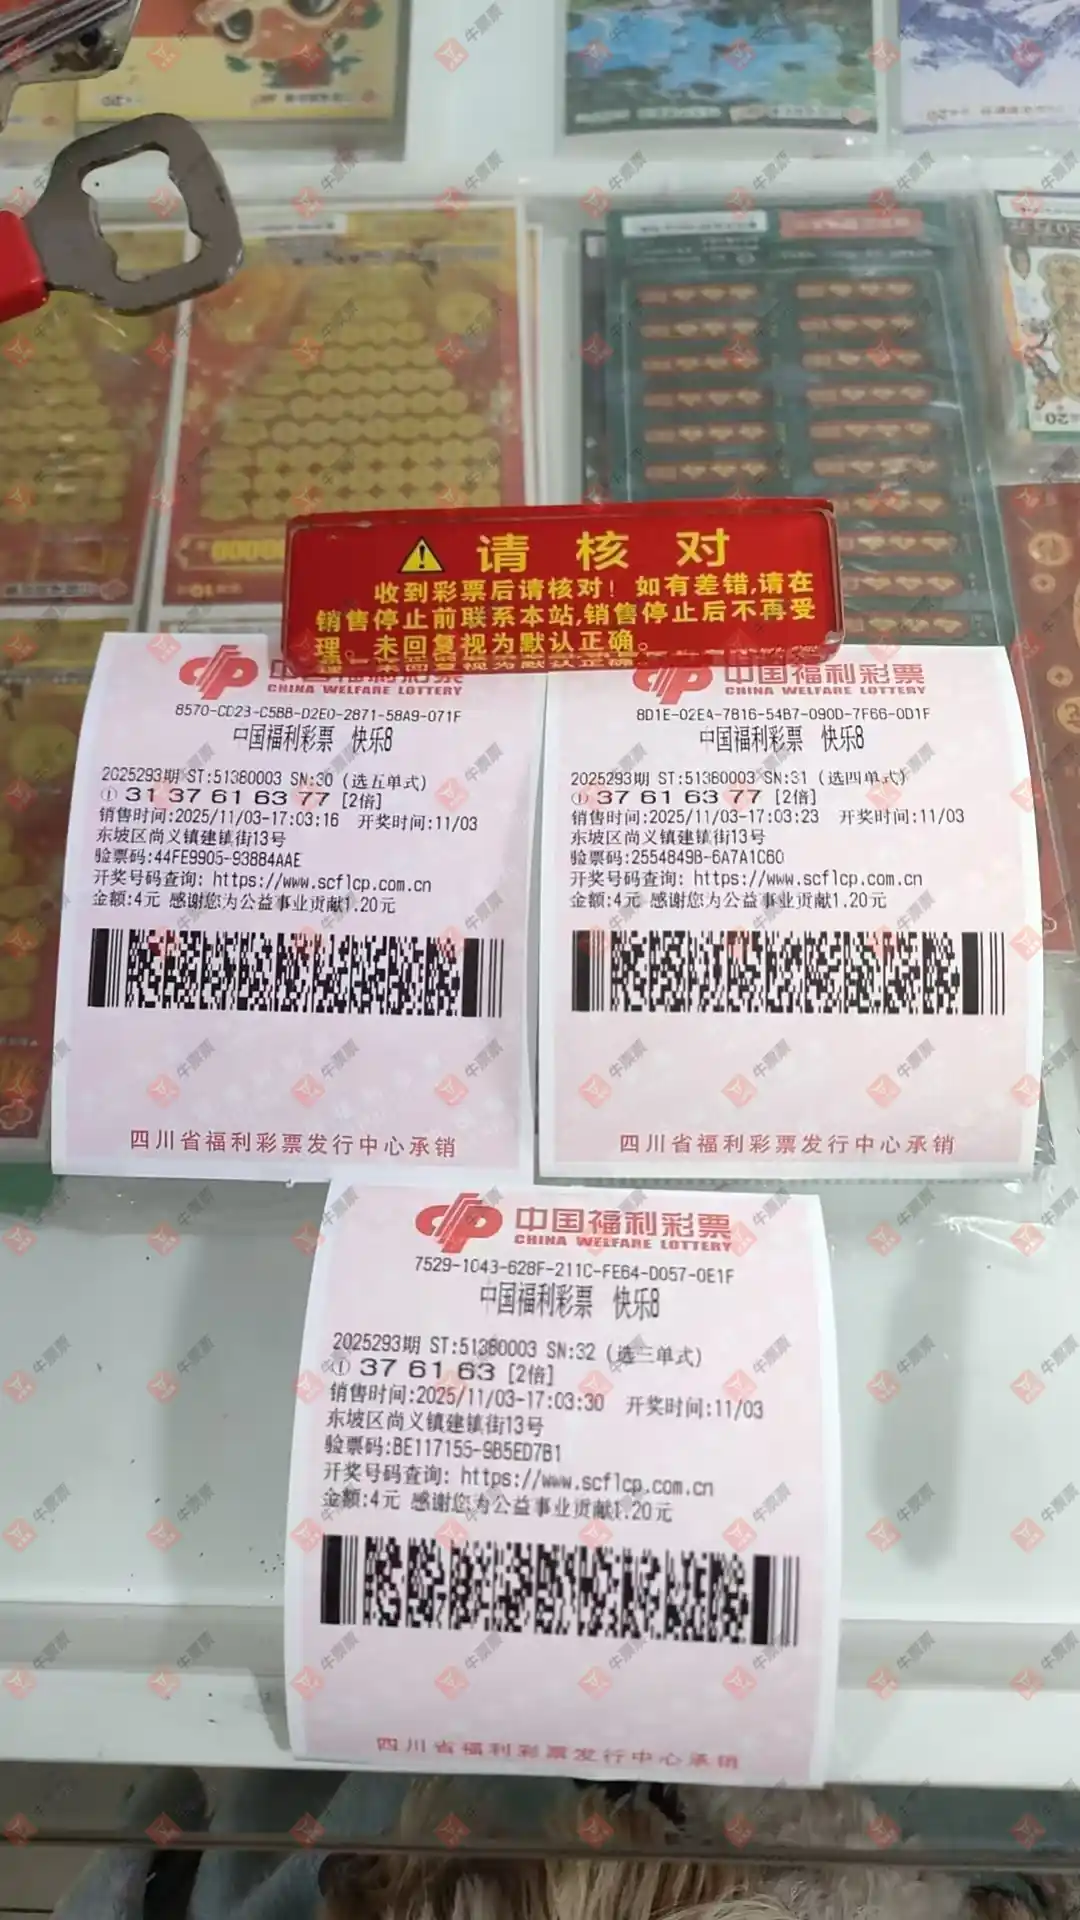 请核对
收到彩票后请核对！如有差错,请在
销售停止前联系本站,销售停止后不再受
理。未回复视为默认正确。
中国福利彩票
CHINA WELFARE LOTTERY
8570-CD23-C5BB-D2E0-2871-58A9-071F
中国福利彩票 快乐8
2025293期 ST:51380003 SN:30 (选五单式)
① 31 37 61 63 77 [2倍]
销售时间:2025/11/03-17:03:16 开奖时间:11/03
东坡区尚义镇建镇街13号
验票码:44FE9905-93884AAE
开奖号码查询: https://www.scflcp.com.cn
金额:4元 感谢您为公益事业贡献1.20元
四川省福利彩票发行中心承销
中国福利彩票
CHINA WELFARE LOTTERY
8D1E-02EA-7816-54B7-090D-7F66-0D1F
中国福利彩票 快乐8
2025293期 ST:51380003 SN:31 (选四单式)
① 37 61 63 77 [2倍]
销售时间:2025/11/03-17:03:23 开奖时间:11/03
东坡区尚义镇建镇街13号
验票码:2554849B-6A7A1C60
开奖号码查询: https://www.scflcp.com.cn
金额:4元 感谢您为公益事业贡献1.20元
四川省福利彩票发行中心承销
中国福利彩票
CHINA WELFARE LOTTERY
7529-1043-628F-211C-FE64-D057-0E1F
中国福利彩票 快乐8
2025293期 ST:51380003 SN:32 (选三单式)
① 37 61 63 [2倍]
销售时间:2025/11/03-17:03:30 开奖时间:11/03
东坡区尚义镇建镇街13号
验票码:BE117155-9B5ED7B1
开奖号码查询: https://www.scflcp.com.cn
金额:4元 感谢您为公益事业贡献1.20元
四川省福利彩票发行中心承销
牛票票